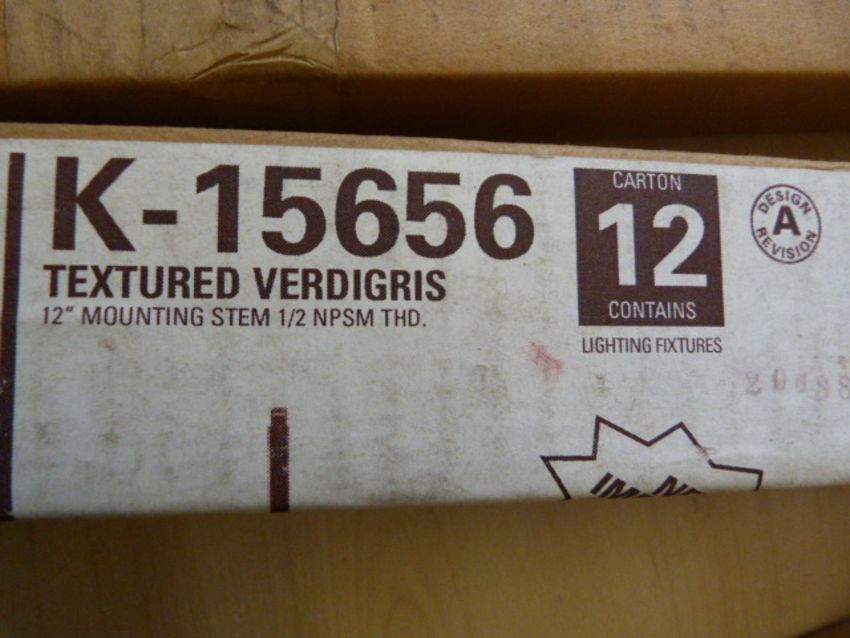 K-15656
TEXTURED VERDIGRIS
12" MOUNTING STEM 1/2 NPSM THD.
CARTON
12
CONTAINS
LIGHTING FIXTURES
DESIGN
A
REVISION